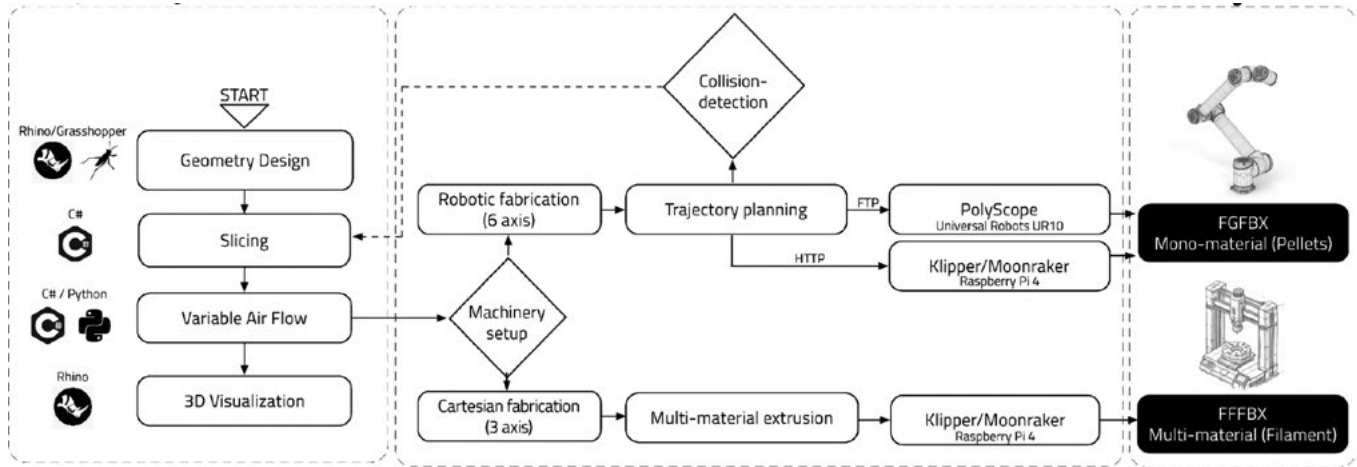 START
Rhino/Grasshopper
Geometry Design
C#
Slicing
C# / Python
Variable Air Flow
Rhino
3D Visualization
Collision-
detection
Robotic fabrication
(6 axis)
Trajectory planning
FTP
PolyScope
Universal Robots UR10
HTTP
Klipper/Moonraker
Raspberry Pi 4
Machinery
setup
Cartesian fabrication
(3 axis)
Multi-material extrusion
Klipper/Moonraker
Raspberry Pi 4
FGFBX
Mono-material (Pellets)
FFFBX
Multi-material (Filament)